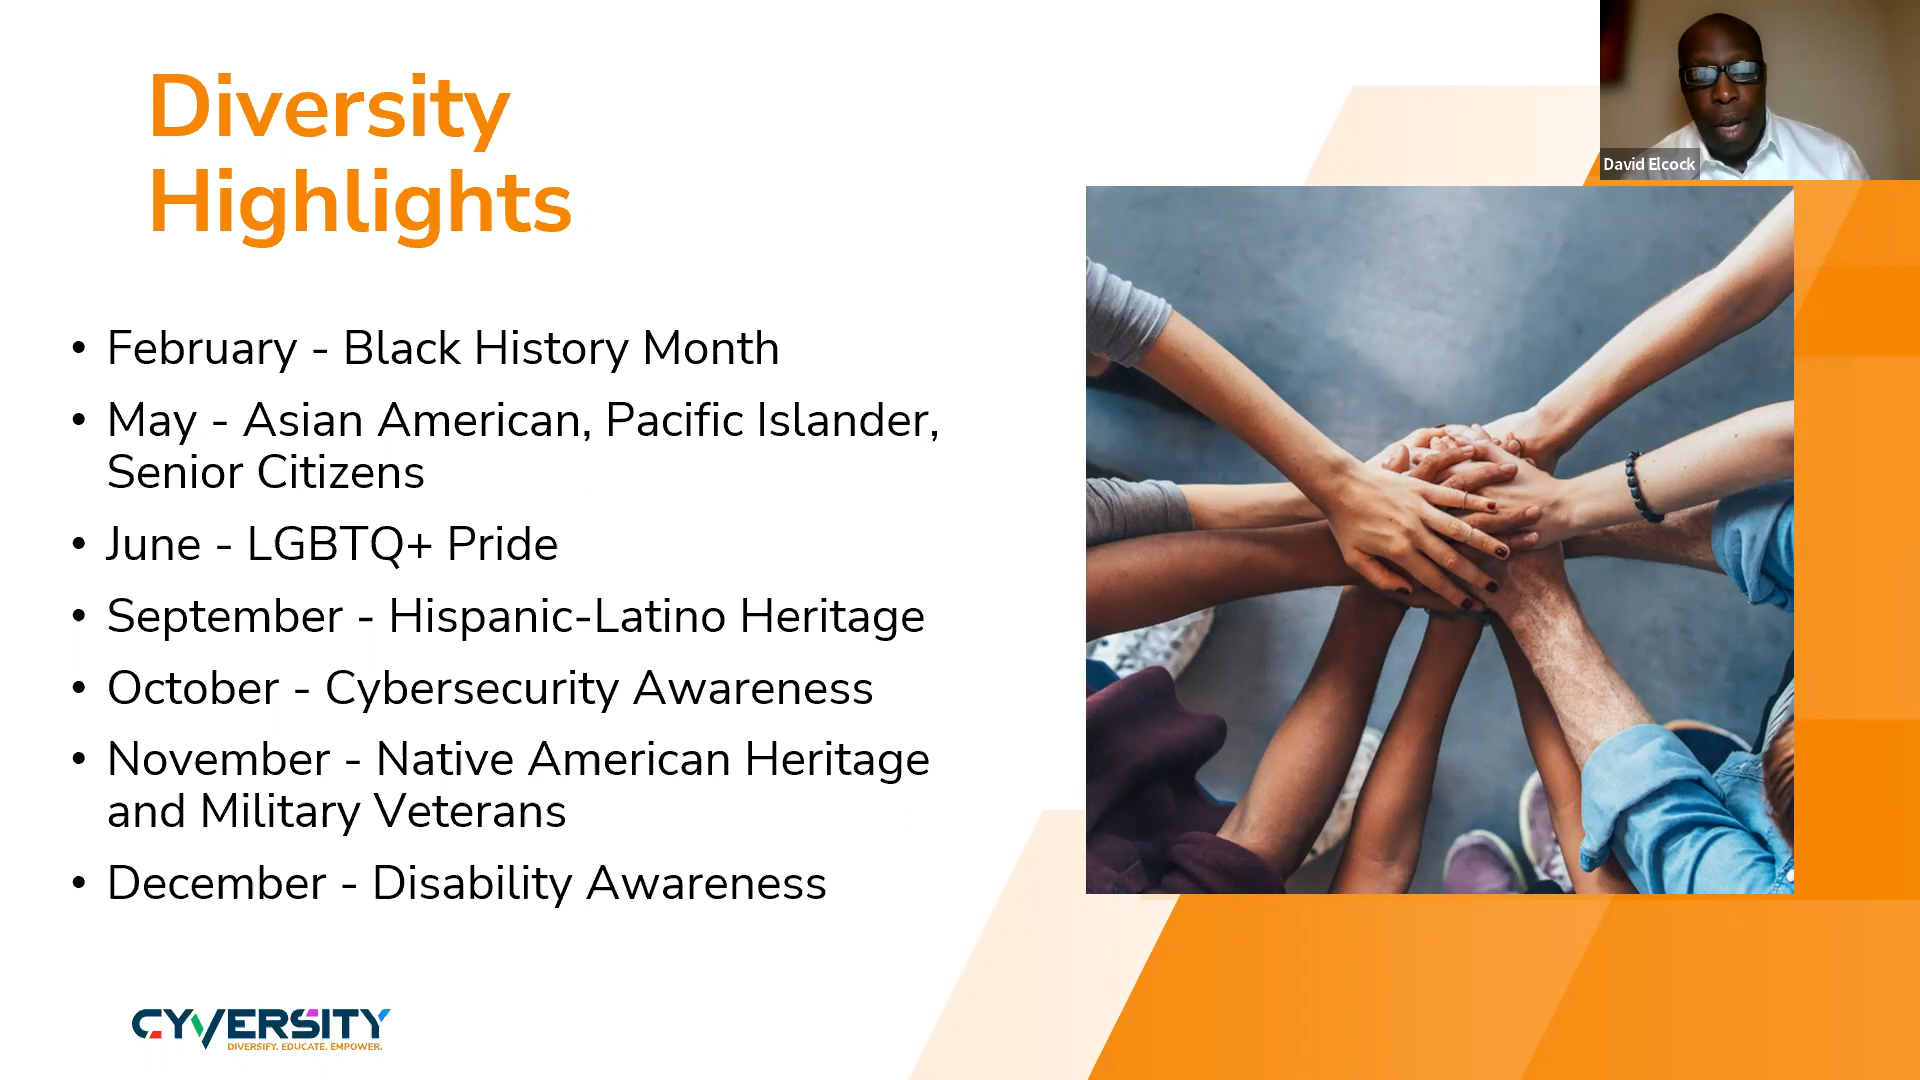 Diversity
Highlights
• February - Black History Month
• May - Asian American, Pacific Islander,
Senior Citizens
• June - LGBTQ+ Pride
• September - Hispanic-Latino Heritage
• October - Cybersecurity Awareness
• November - Native American Heritage
and Military Veterans
• December - Disability Awareness
David Elcock
CYVERSITY
DIVERSIFY. EDUCATE. EMPOWER.